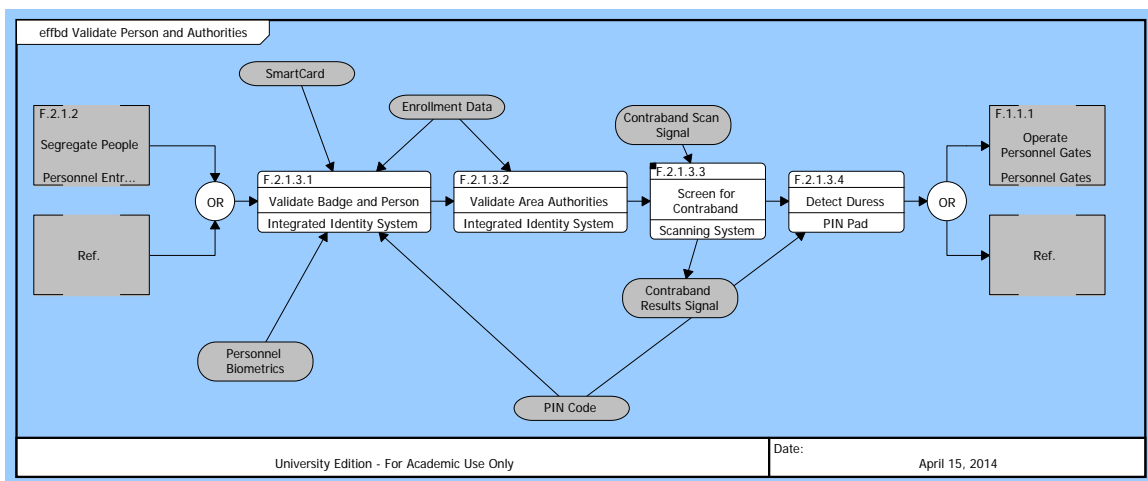 effbd Validate Person and Authorities
SmartCard
Enrollment Data
Contraband Scan
Signal
F.2.1.2
Segregate People
Personnel Entr...
Ref.
OR
F.2.1.3.1
Validate Badge and Person
Integrated Identity System
F.2.1.3.2
Validate Area Authorities
Integrated Identity System
F.2.1.3.3
Screen for
Contraband
Scanning System
F.2.1.3.4
Detect Duress
PIN Pad
OR
F.1.1.1
Operate
Personnel Gates
Personnel Gates
Ref.
Contraband
Results Signal
Personnel
Biometrics
PIN Code
University Edition - For Academic Use Only
Date:
April 15, 2014